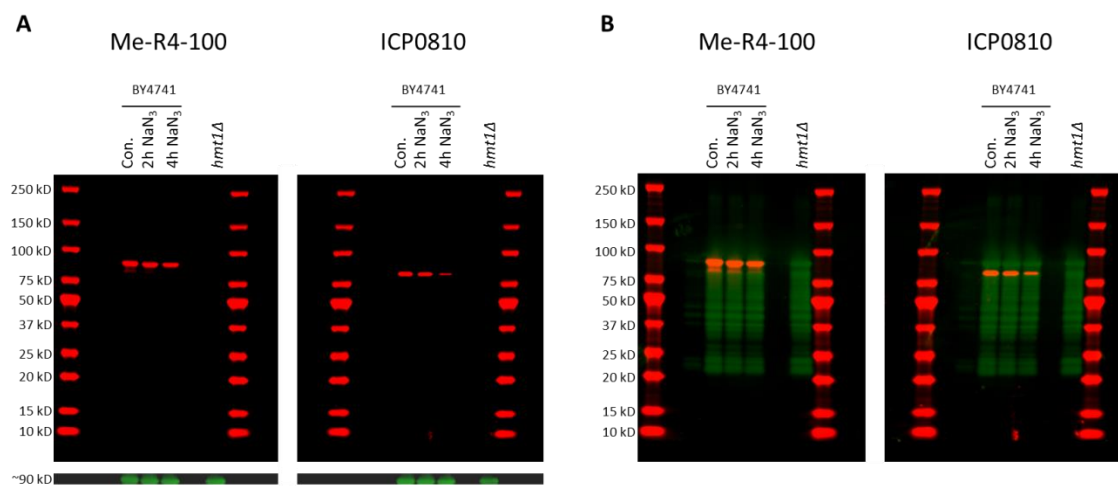 A
Me-R4-100
ICP0810
BY4741
BY4741
Con.
2h NaN₃
4h NaN₃
hmt1Δ
Con.
2h NaN₃
4h NaN₃
hmt1Δ
250 kD
150 kD
100 kD
75 kD
50 kD
37 kD
25 kD
20 kD
15 kD
10 kD
~90 kD
B
Me-R4-100
ICP0810
BY4741
BY4741
Con.
2h NaN₃
4h NaN₃
hmt1Δ
Con.
2h NaN₃
4h NaN₃
hmt1Δ
250 kD
150 kD
100 kD
75 kD
50 kD
37 kD
25 kD
20 kD
15 kD
10 kD